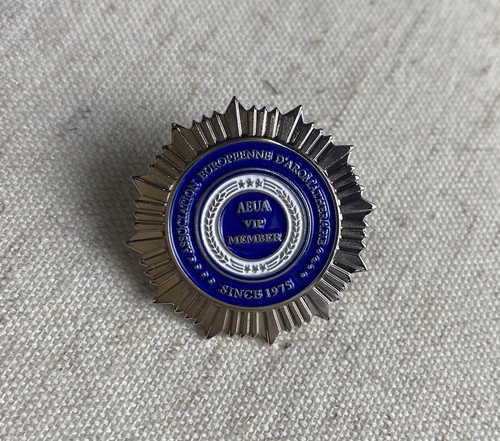 ASSOCIATION EUROPEENNE D'AROMATHERAPIE
AEUA
VIP
MEMBER
SINCE 1975